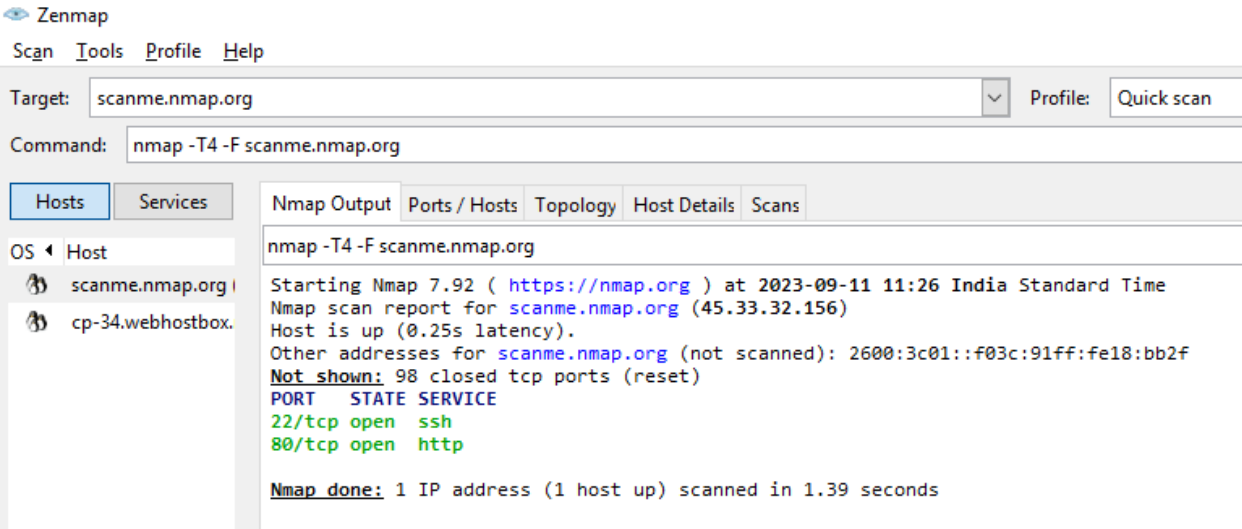 Zenmap
Scan Tools Profile Help
Target: scanme.nmap.org Profile: Quick scan
Command: nmap -T4 -F scanme.nmap.org
Hosts Services Nmap Output Ports / Hosts Topology Host Details Scans
nmap -T4 -F scanme.nmap.org
OS Host
scanme.nmap.org (
cp-34.webhostbox.
Starting Nmap 7.92 ( https://nmap.org ) at 2023-09-11 11:26 India Standard Time
Nmap scan report for scanme.nmap.org (45.33.32.156)
Host is up (0.25s latency).
Other addresses for scanme.nmap.org (not scanned): 2600:3c01::f03c:91ff:fe18:bb2f
Not shown: 98 closed tcp ports (reset)
PORT STATE SERVICE
22/tcp open ssh
80/tcp open http
Nmap done: 1 IP address (1 host up) scanned in 1.39 seconds